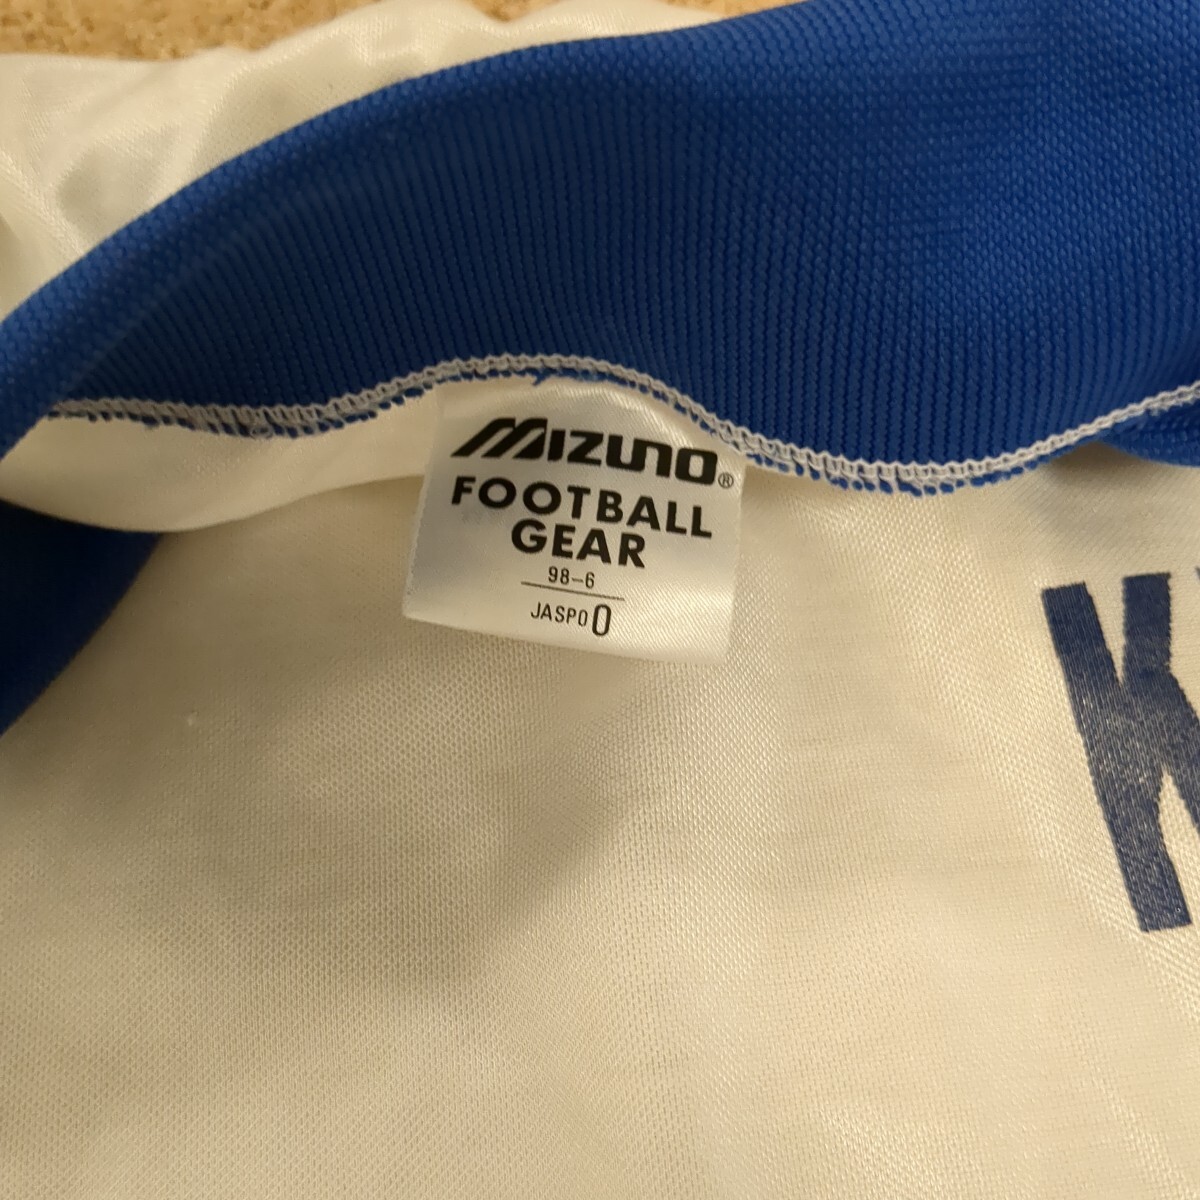 MIZUNO®
FOOTBALL
GEAR
98-6
JASPO O
K